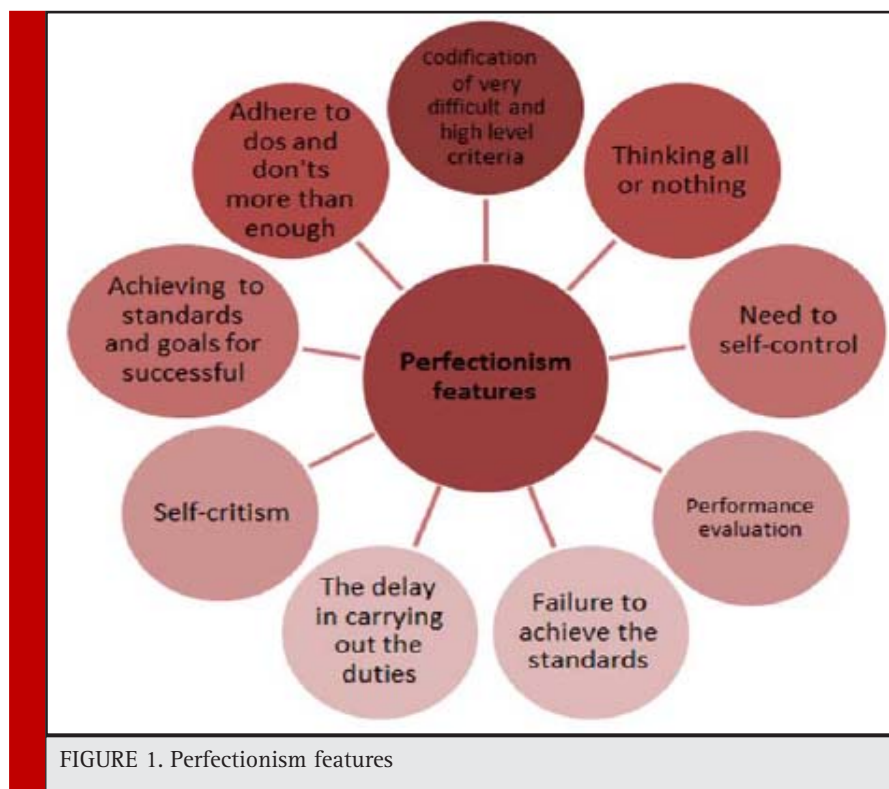 Codification
of very
difficult and
high level
criteria
Thinking all
or nothing
Need to
self-control
Performance
evaluation
Failure to
achieve the
standards
The delay
in carrying
out the
duties
Self-critism
Achieving to
standards
and goals for
successful
Adhere to
dos and
don'ts
more than
enough
Perfectionism
features
FIGURE 1. Perfectionism features